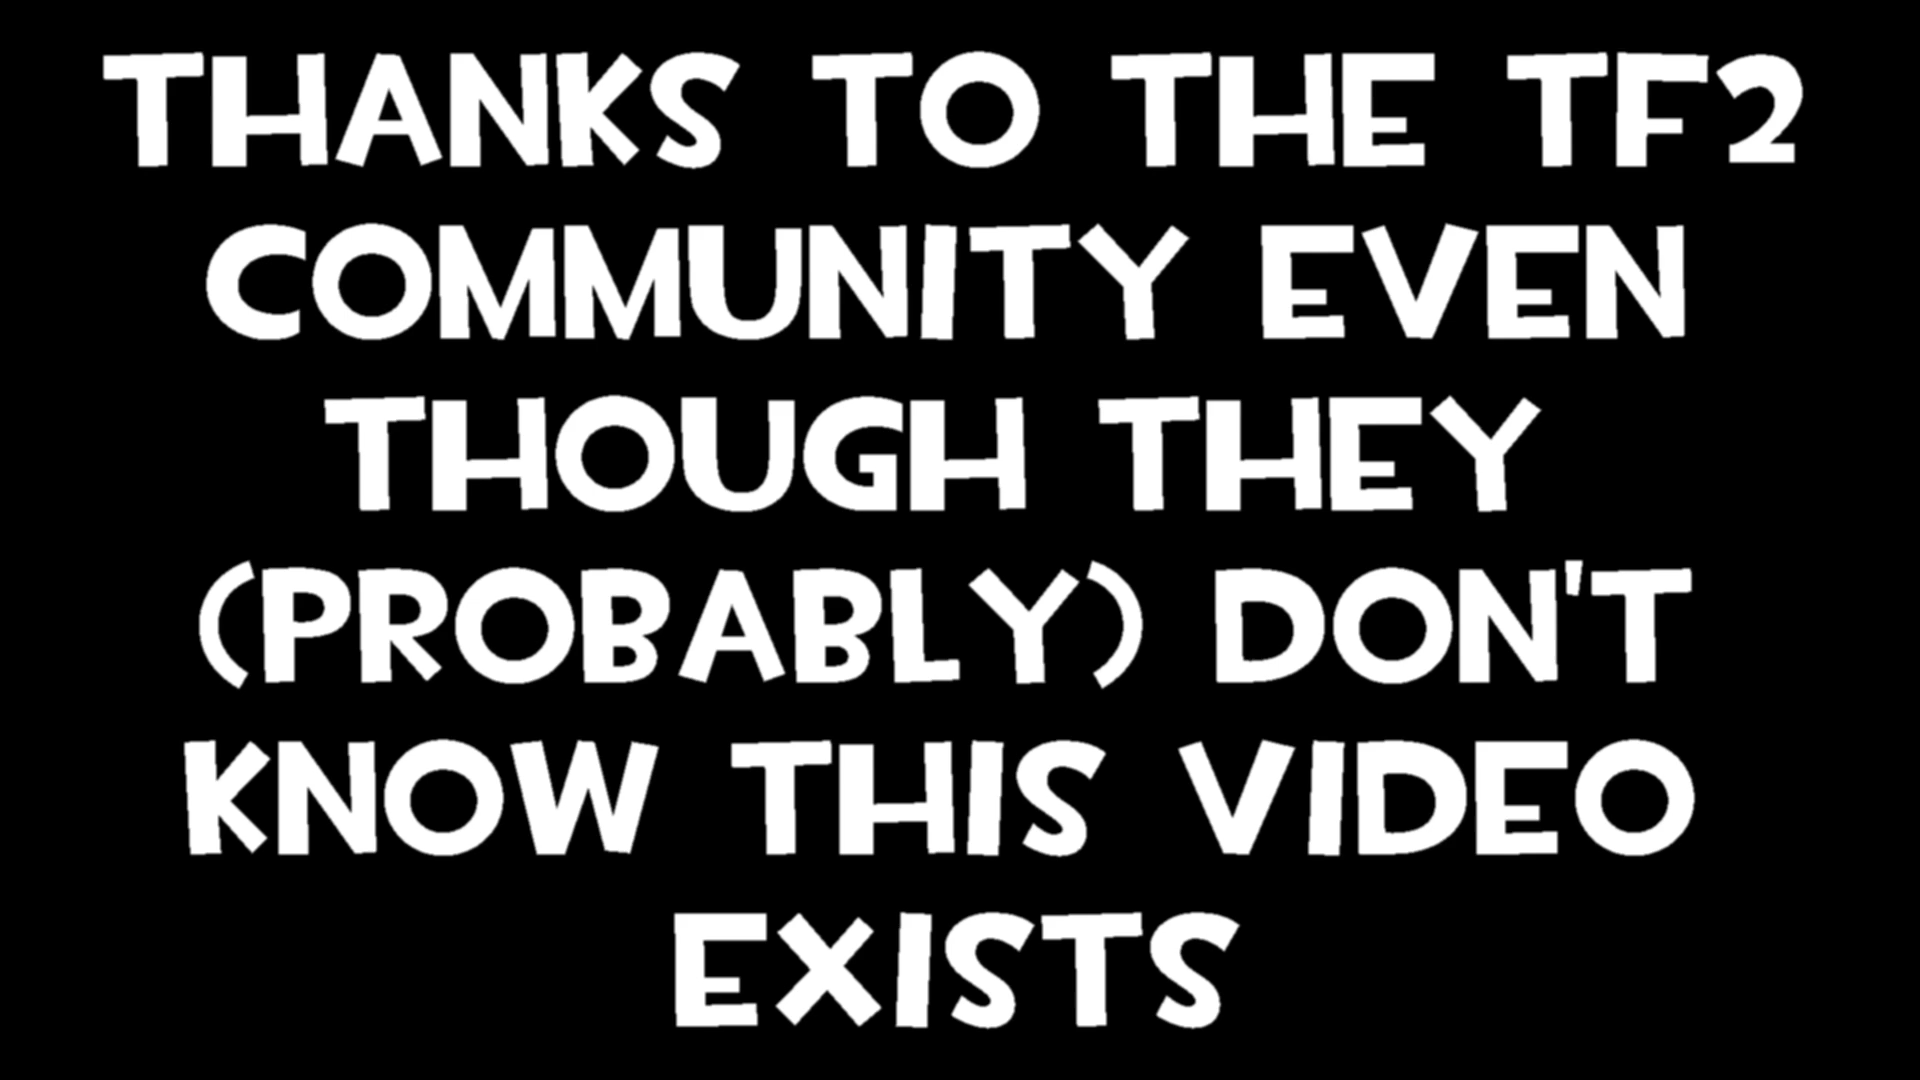 THANKS TO THE TF2
COMMUNITY EVEN
THOUGH THEY
(PROBABLY) DON'T
KNOW THIS VIDEO
EXISTS